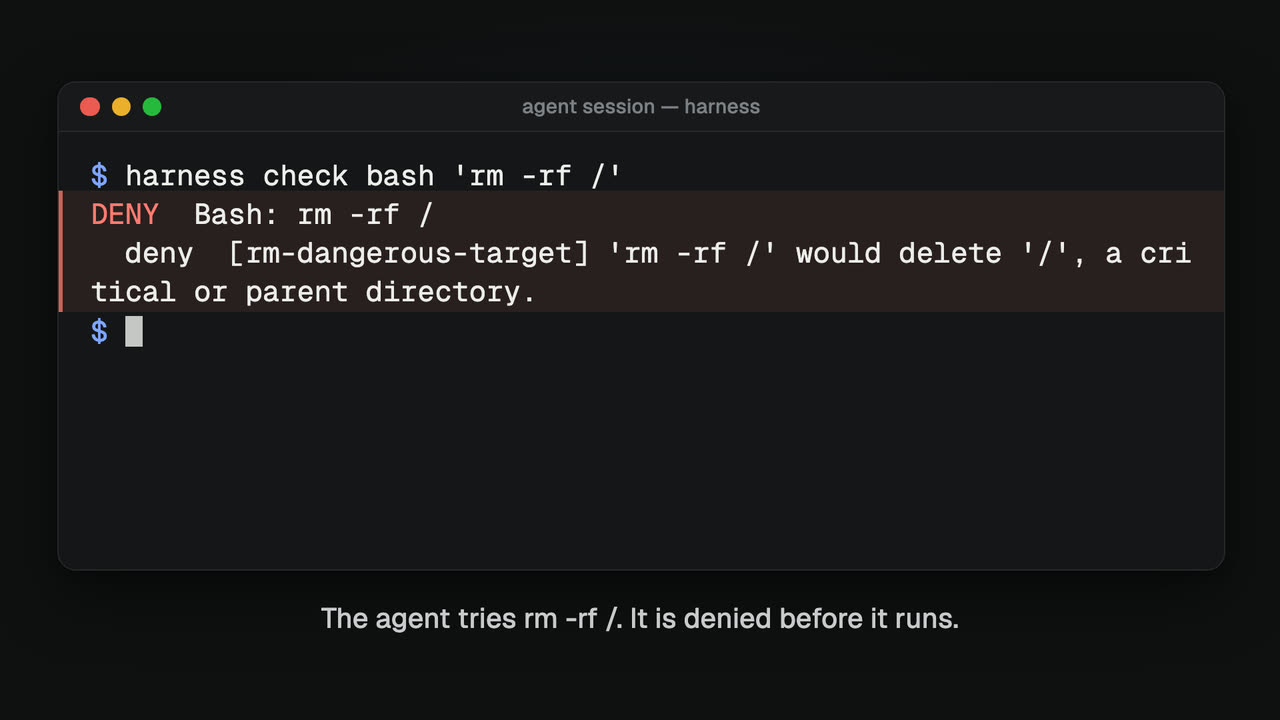 agent session — harness
$ harness check bash 'rm -rf /'
DENY  Bash: rm -rf /
  deny  [rm-dangerous-target] 'rm -rf /' would delete '/', a cri
tical or parent directory.
$
The agent tries rm -rf /. It is denied before it runs.